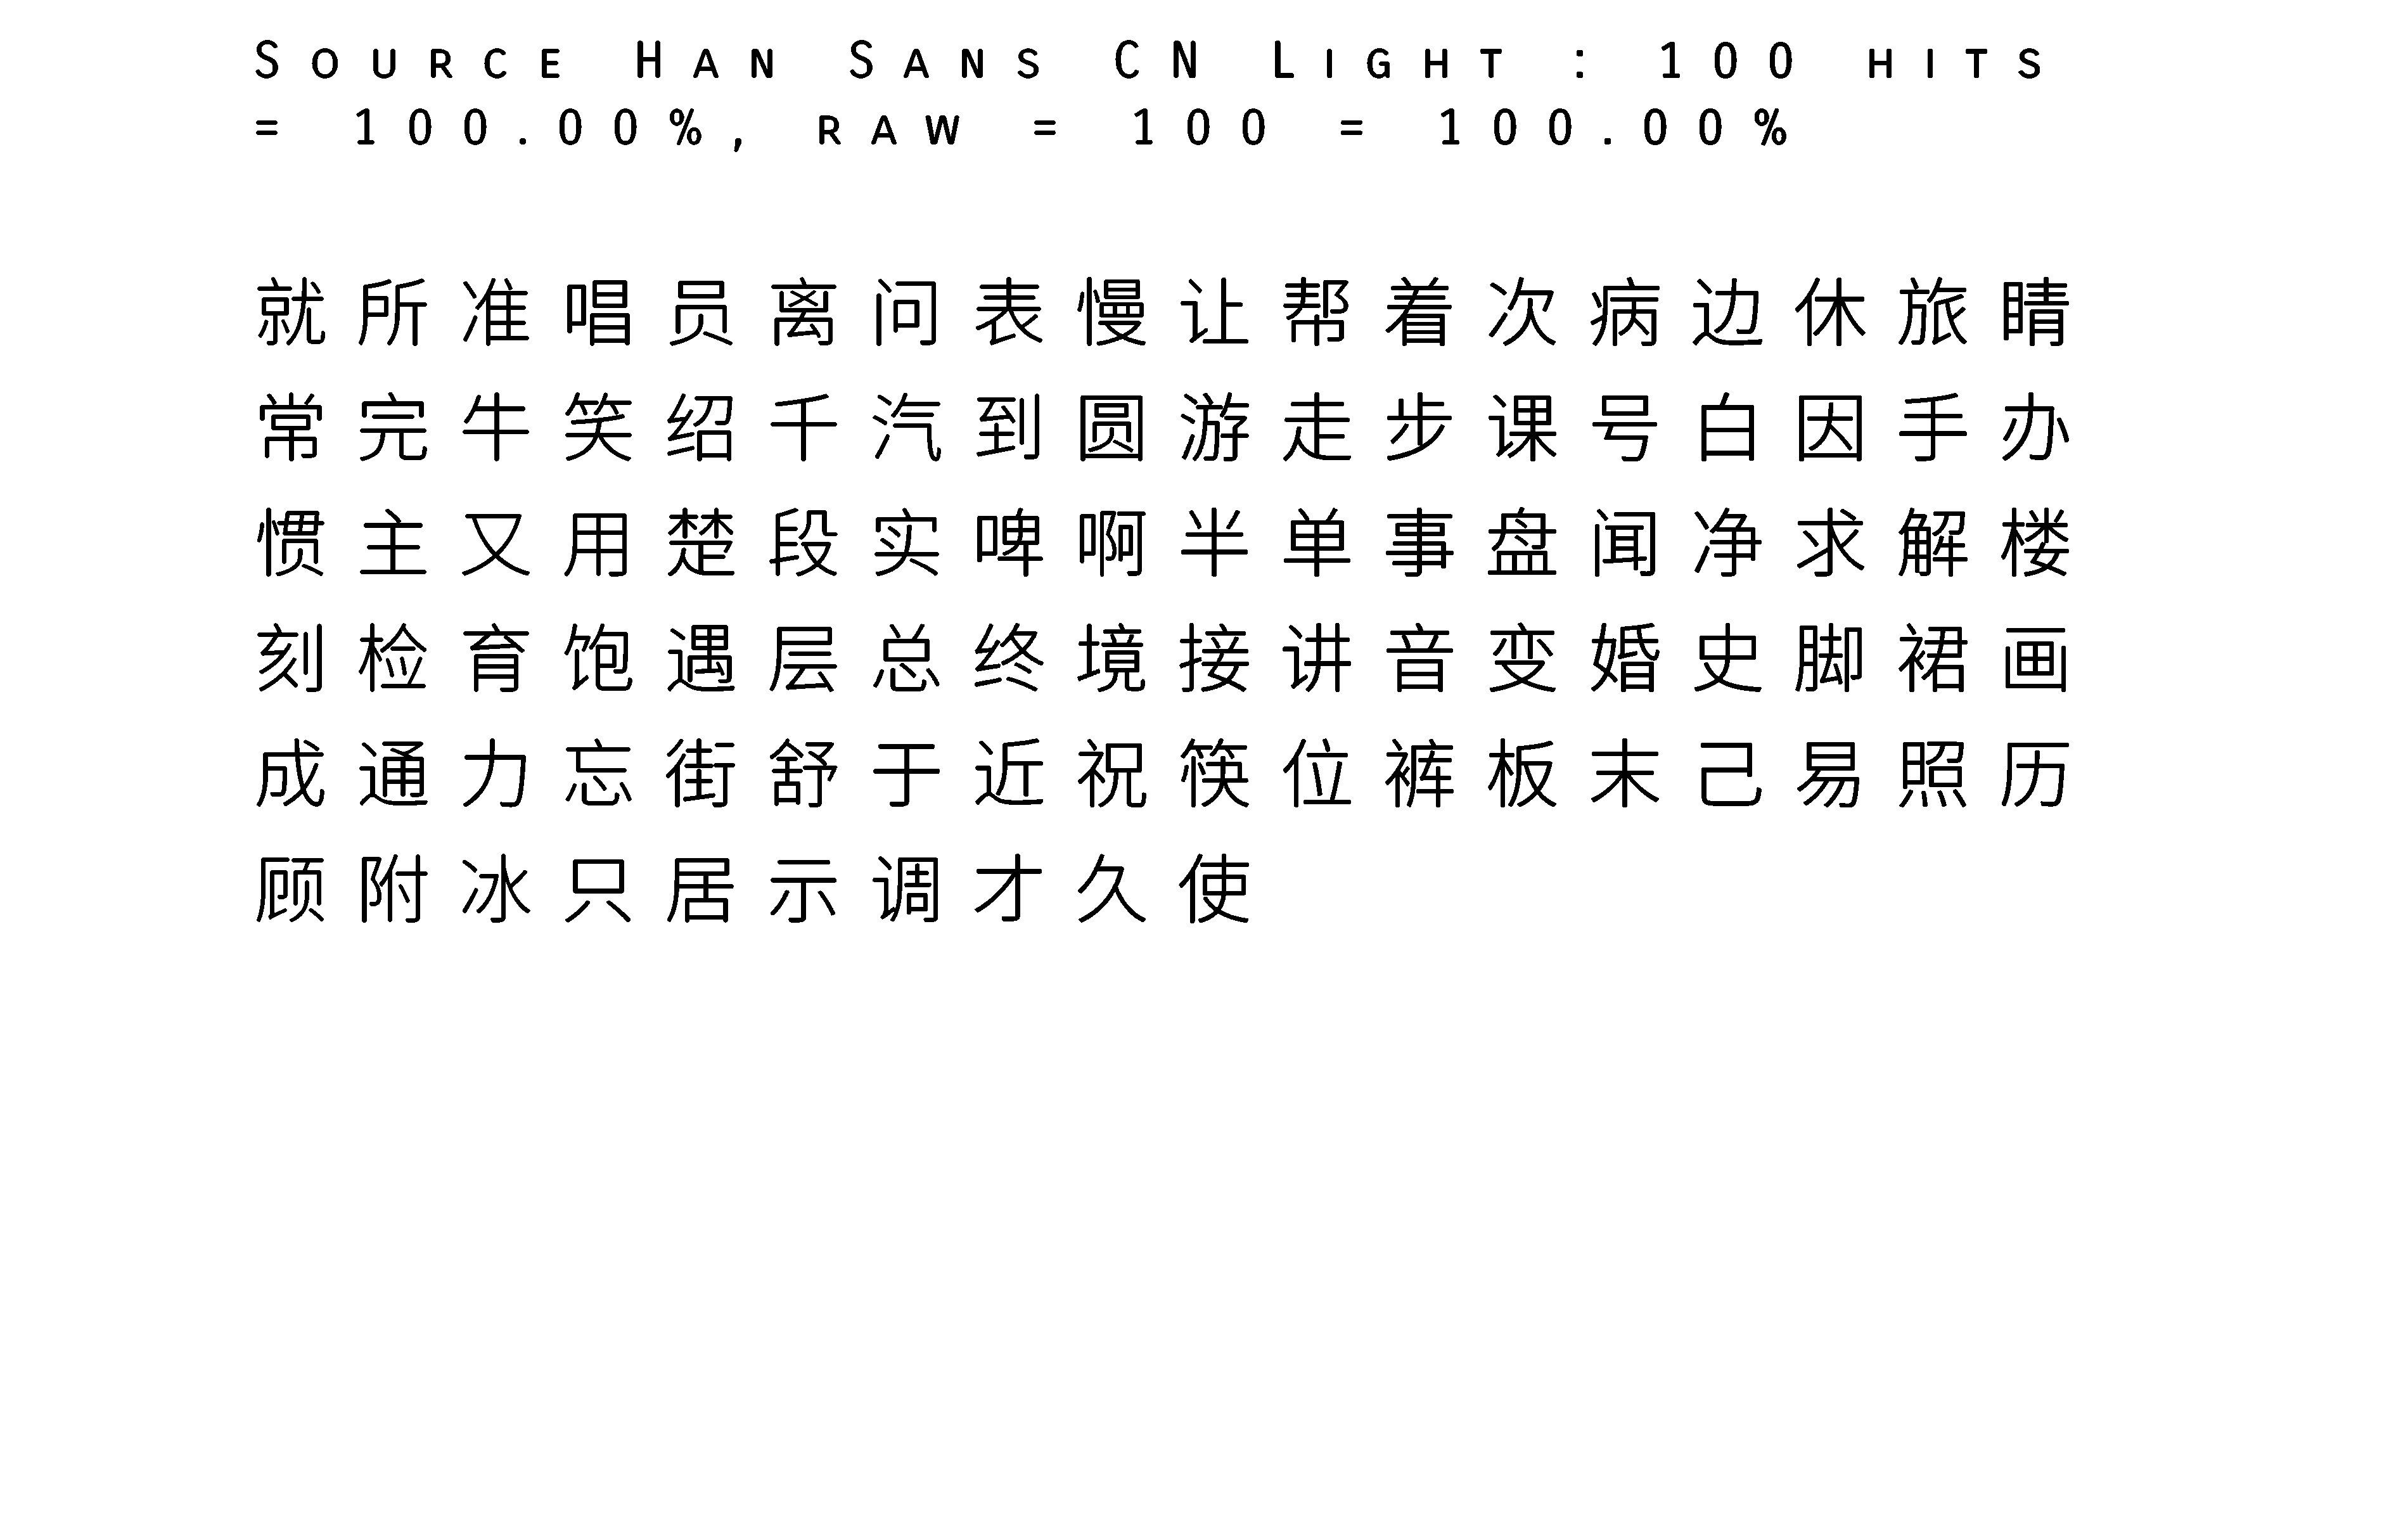 Source Han Sans CN Light : 100 hits
= 100.00%, raw = 100 = 100.00%
就所准唱员离问表慢让帮着次病边休旅睛
常完牛笑绍千汽到圆游走步课号白因手办
惯主又用楚段实啤啊半单事盘闻净求解楼
刻检育饱遇层总终境接讲音变婚史脚裙画
成通力忘街舒于近祝筷位裤板末己易照历
顾附冰只居示调才久使